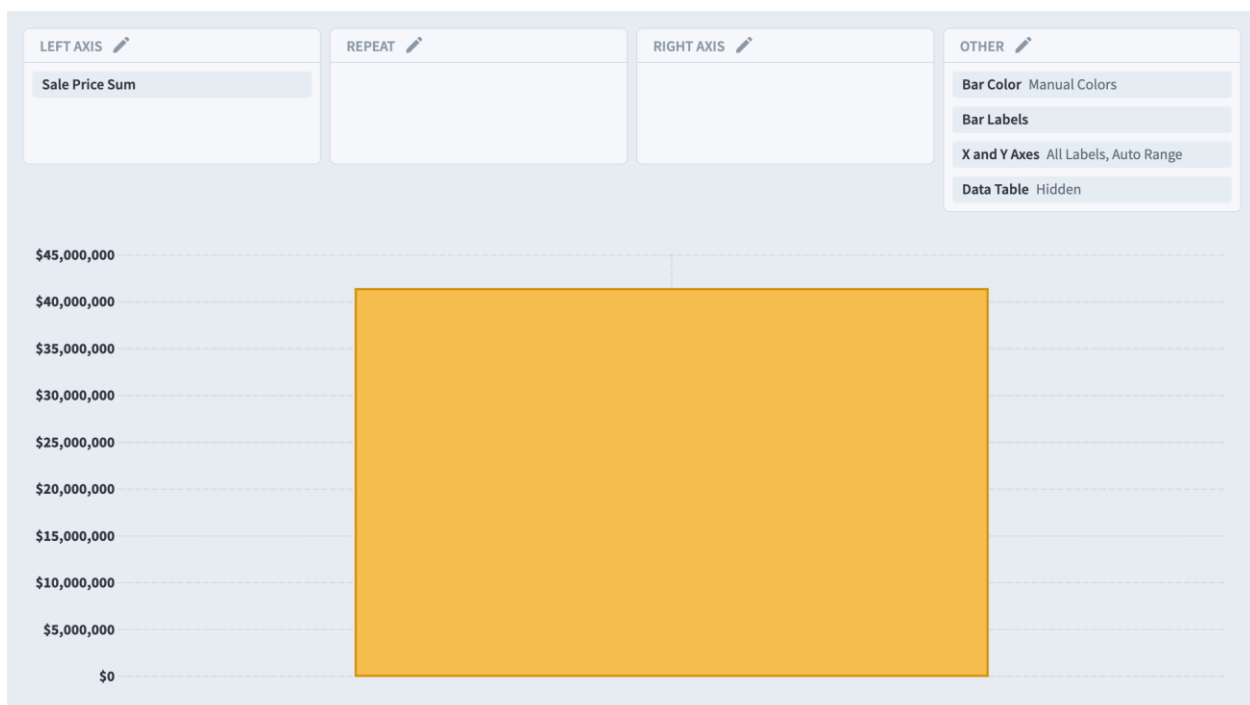 LEFT AXIS
Sale Price Sum
REPEAT
RIGHT AXIS
OTHER
Bar Color Manual Colors
Bar Labels
X and Y Axes All Labels, Auto Range
Data Table Hidden
$45,000,000
$40,000,000
$35,000,000
$30,000,000
$25,000,000
$20,000,000
$15,000,000
$10,000,000
$5,000,000
$0